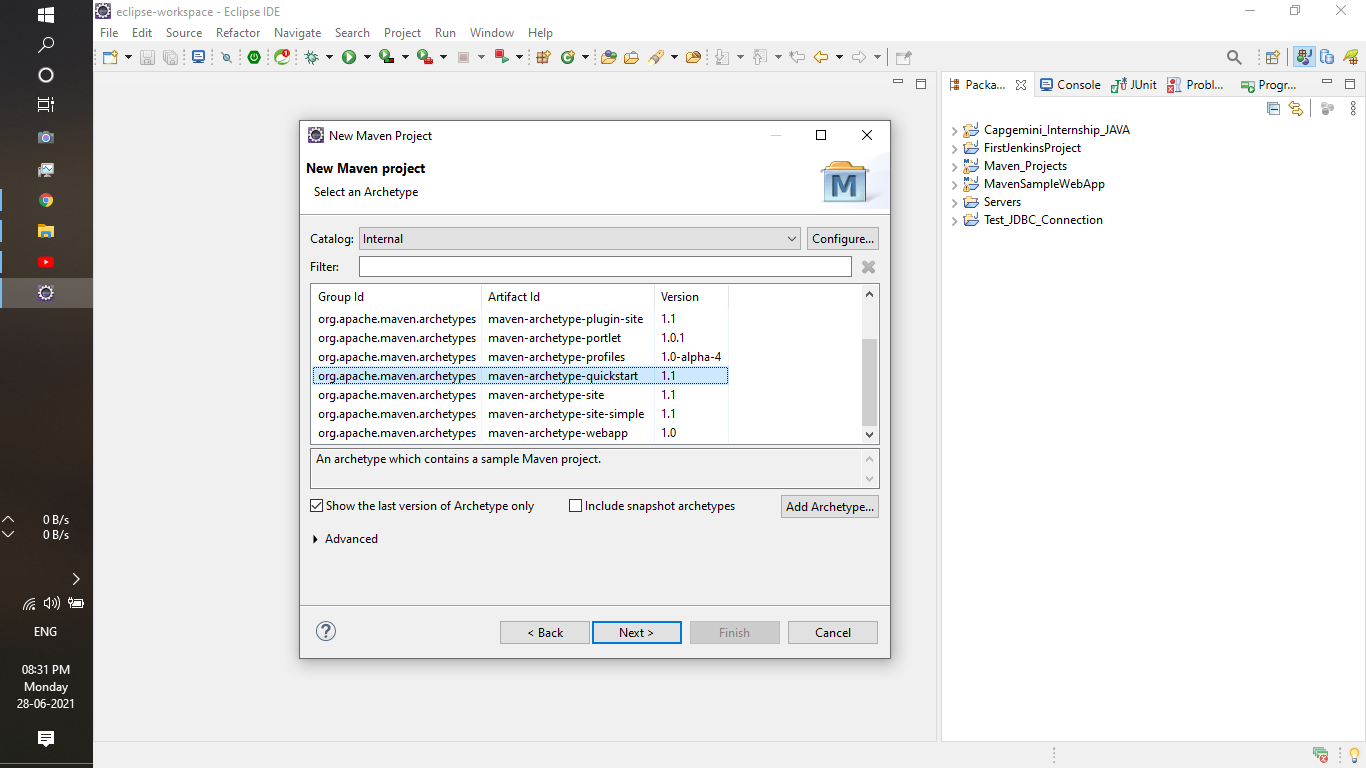 eclipse-workspace - Eclipse IDE
File Edit Source Refactor Navigate Search Project Run Window Help
Packa... Console JUnit Probl... Progr...
Capgemini_Internship_JAVA
FirstJenkinsProject
Maven_Projects
MavenSampleWebApp
Servers
Test_JDBC_Connection
New Maven Project
New Maven project
Select an Archetype
M
Catalog: Internal Configure...
Filter:
Group Id Artifact Id Version
org.apache.maven.archetypes maven-archetype-plugin-site 1.1
org.apache.maven.archetypes maven-archetype-portlet 1.0.1
org.apache.maven.archetypes maven-archetype-profiles 1.0-alpha-4
org.apache.maven.archetypes maven-archetype-quickstart 1.1
org.apache.maven.archetypes maven-archetype-site 1.1
org.apache.maven.archetypes maven-archetype-site-simple 1.1
org.apache.maven.archetypes maven-archetype-webapp 1.0
An archetype which contains a sample Maven project.
Show the last version of Archetype only Include snapshot archetypes Add Archetype...
Advanced
? < Back Next > Finish Cancel
0 B/s
0 B/s
ENG
08:31 PM
Monday
28-06-2021